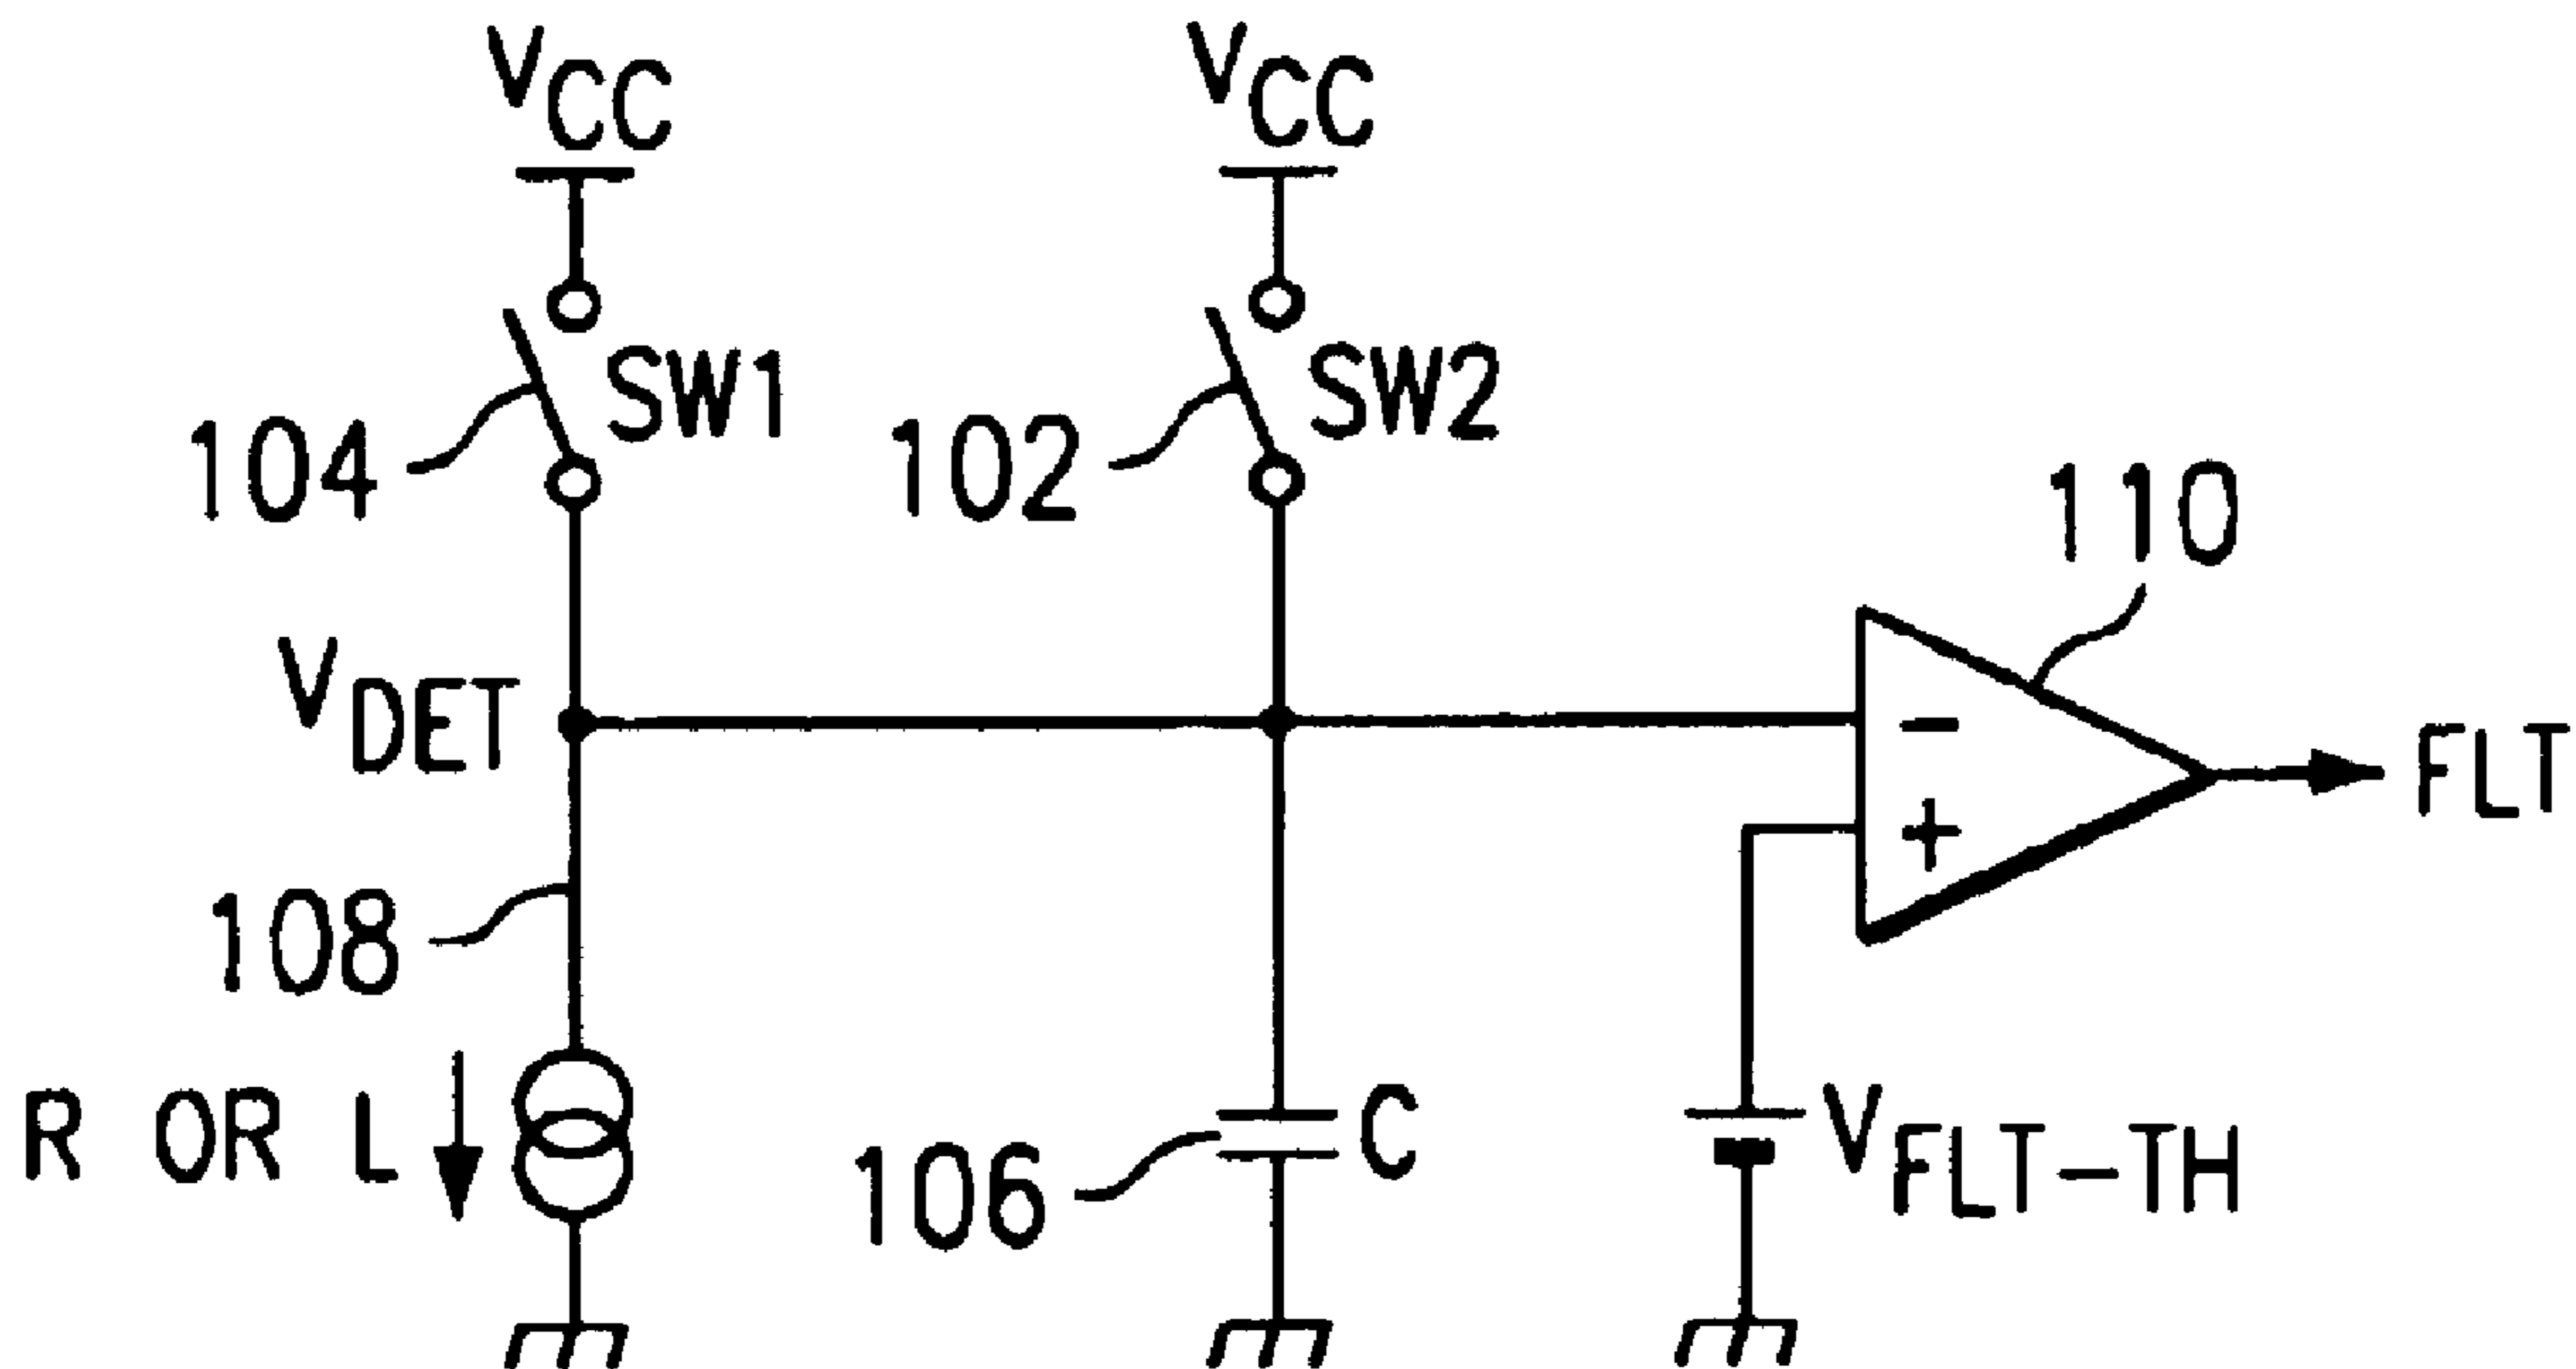 VCC
VCC
SW1
SW2
104
102
110
VDET
-
+
FLT
108
R OR L
106
C
VFLT-TH